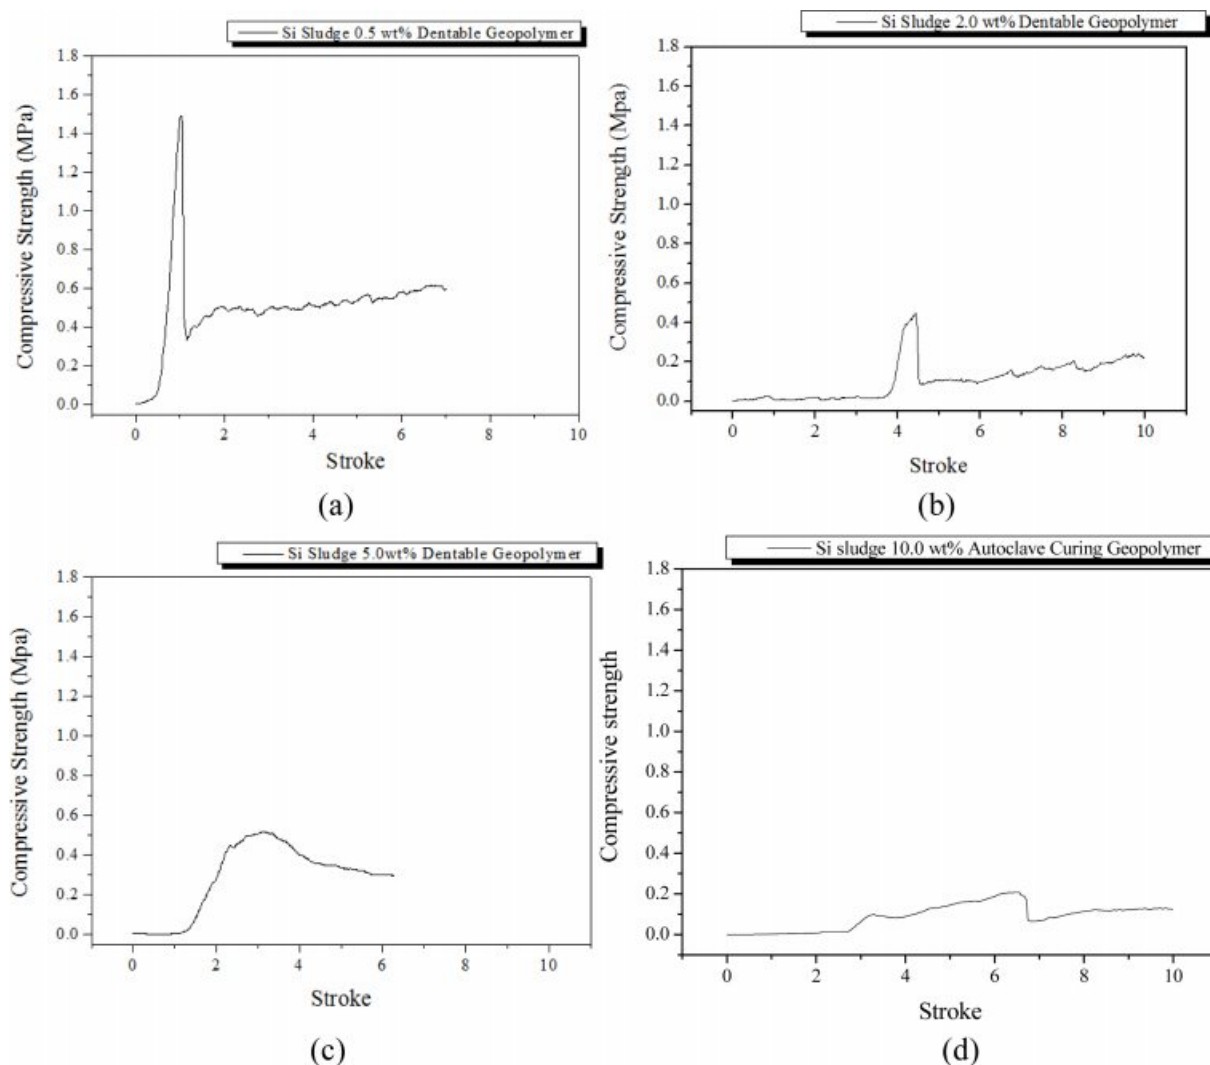 Si Sludge 0.5 wt% Dentable Geopolymer
1.8
1.6
1.4
1.2
1.0
0.8
0.6
0.4
0.2
0.0
Compressive Strength (MPa)
0 2 4 6 8 10
Stroke
(a)
Si Sludge 2.0 wt% Dentable Geopolymer
1.8
1.6
1.4
1.2
1.0
0.8
0.6
0.4
0.2
0.0
Compressive Strength (Mpa)
0 2 4 6 8 10
Stroke
(b)
Si Sludge 5.0wt% Dentable Geopolymer
1.8
1.6
1.4
1.2
1.0
0.8
0.6
0.4
0.2
0.0
Compressive Strength (Mpa)
0 2 4 6 8 10
Stroke
(c)
Si sludge 10.0 wt% Autoclave Curing Geopolymer
1.8
1.6
1.4
1.2
1.0
0.8
0.6
0.4
0.2
0.0
Compressive strength
0 2 4 6 8 10
Stroke
(d)